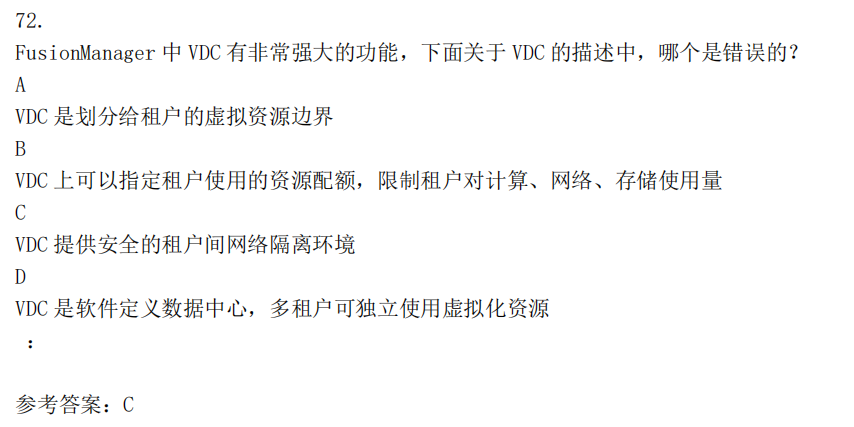 72.
FusionManager 中 VDC 有非常强大的功能，下面关于 VDC 的描述中，哪个是错误的？
A
VDC 是划分给租户的虚拟资源边界
B
VDC 上可以指定租户使用的资源配额，限制租户对计算、网络、存储使用量
C
VDC 提供安全的租户间网络隔离环境
D
VDC 是软件定义数据中心，多租户可独立使用虚拟化资源
：
参考答案：C